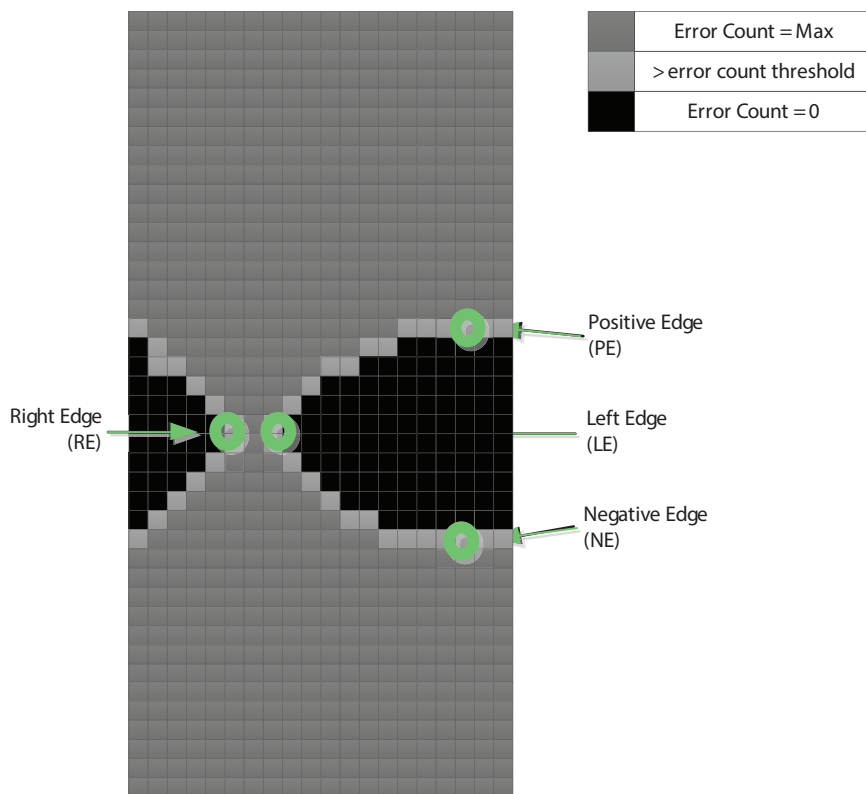 Error Count = Max
> error count threshold
Error Count = 0
Positive Edge
(PE)
Right Edge
(RE)
Left Edge
(LE)
Negative Edge
(NE)